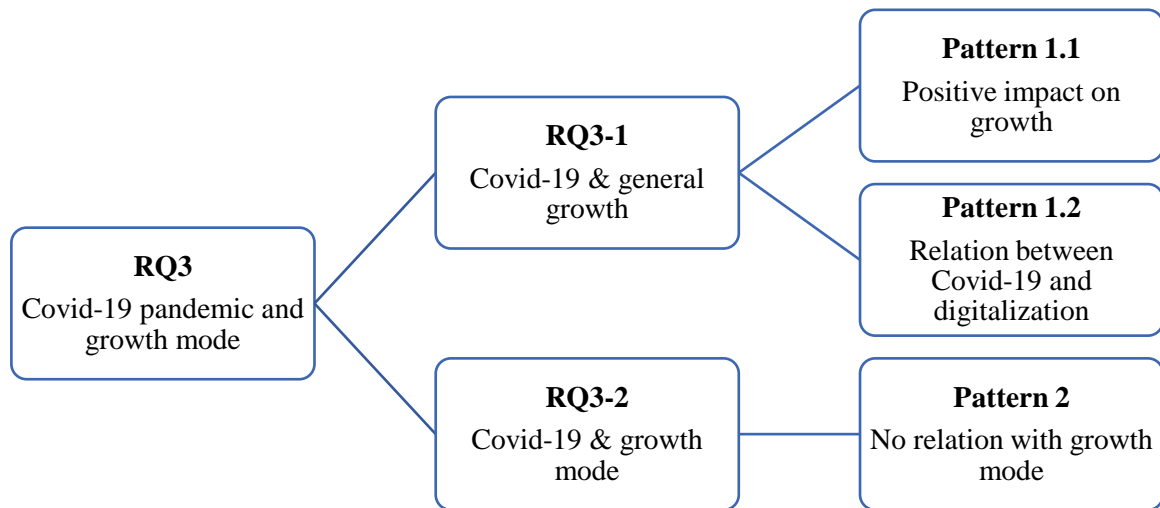 RQ3
Covid-19 pandemic and
growth mode
RQ3-1
Covid-19 & general
growth
RQ3-2
Covid-19 & growth
mode
Pattern 1.1
Positive impact on
growth
Pattern 1.2
Relation between
Covid-19 and
digitalization
Pattern 2
No relation with growth
mode